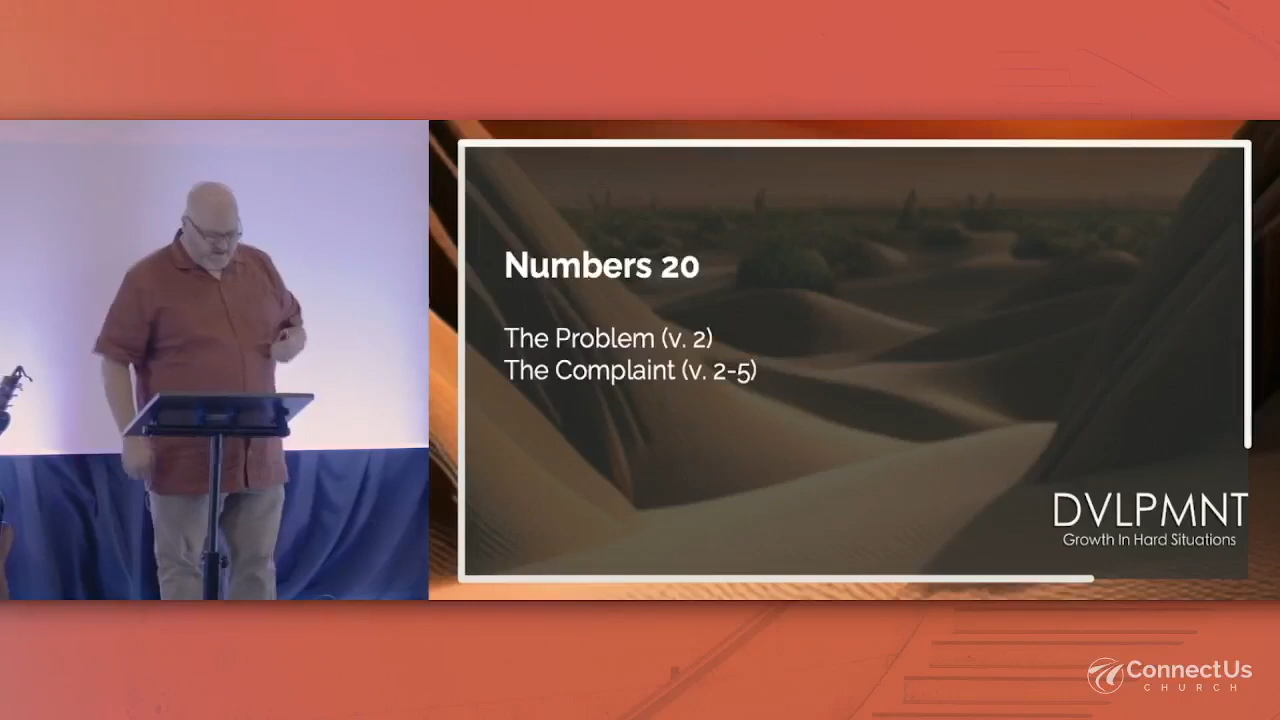 Numbers 20
The Problem (v. 2)
The Complaint (v. 2-5)
DVLPMNT
Growth In Hard Situations
ConnectUs
CHURCH